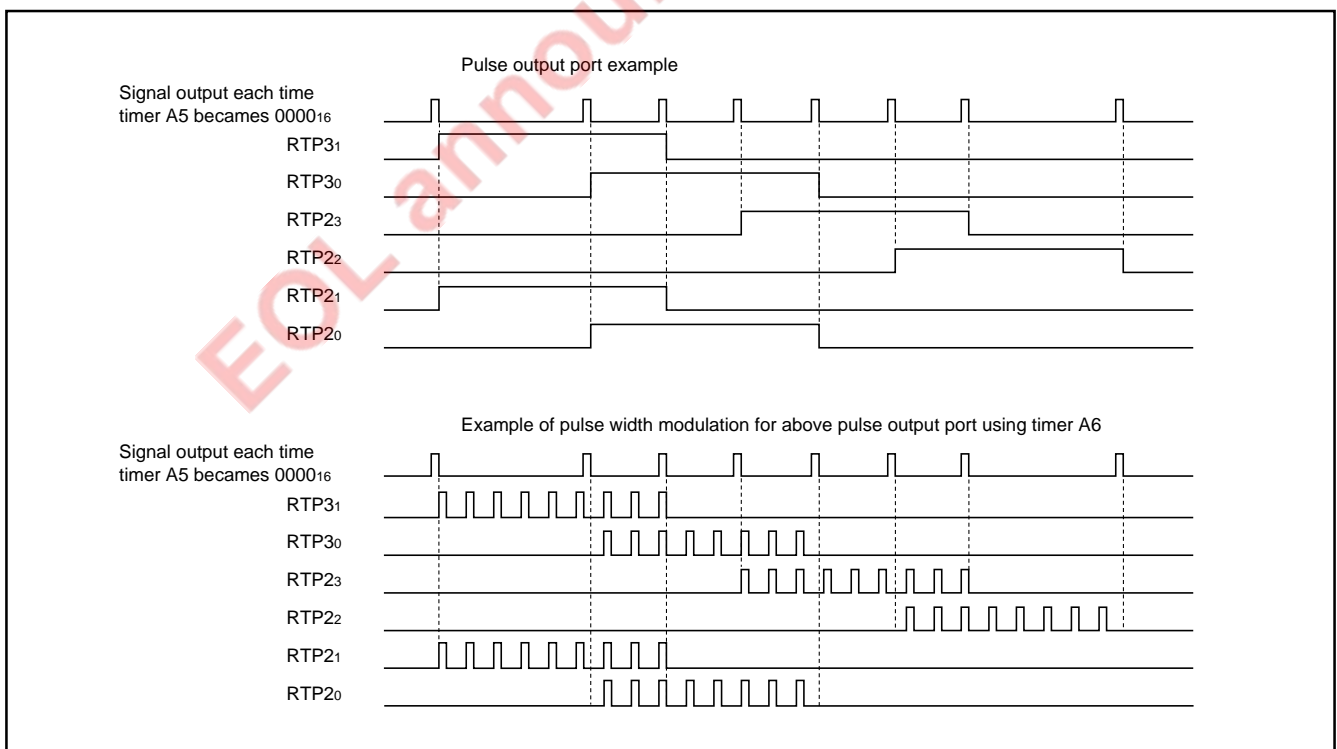 Pulse output port example
Signal output each time
timer A5 becames 0000₁₆
RTP3₁
RTP3₀
RTP2₃
RTP2₂
RTP2₁
RTP2₀
Example of pulse width modulation for above pulse output port using timer A6
Signal output each time
timer A5 becames 0000₁₆
RTP3₁
RTP3₀
RTP2₃
RTP2₂
RTP2₁
RTP2₀
EOL annou